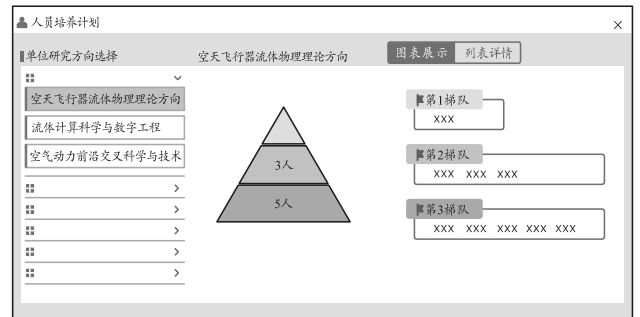 人员培养计划
×
单位研究方向选择
空天飞行器流体物理理论方向
图表展示 列表详情
空天飞行器流体物理理论方向
流体计算科学与数字工程
空气动力前沿交叉科学与技术
3人
5人
第1梯队
XXX
第2梯队
XXX XXX XXX
第3梯队
XXX XXX XXX XXX XXX